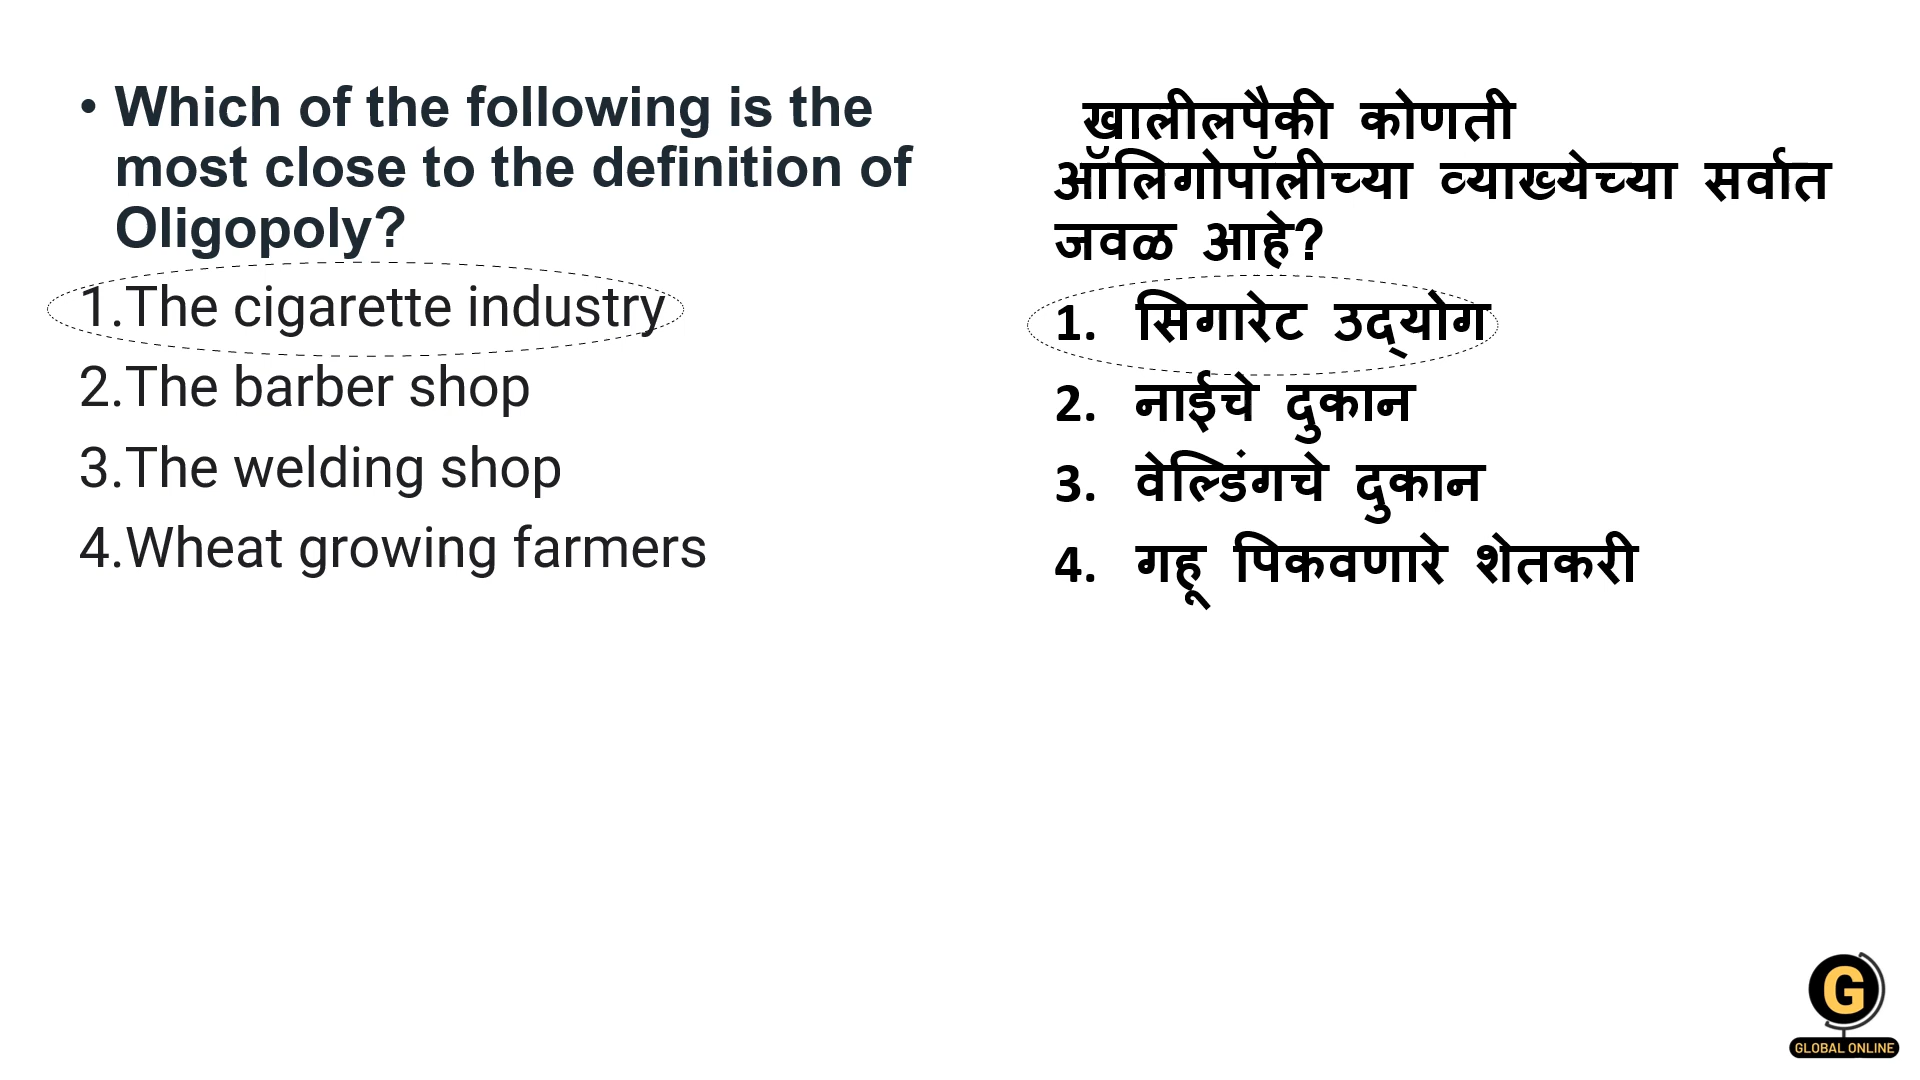 • Which of the following is the
most close to the definition of
Oligopoly?
1.The cigarette industry
2.The barber shop
3.The welding shop
4.Wheat growing farmers
खालीलपैकी कोणती
ऑलिगोपॉलीच्या व्याख्येच्या सर्वात
जवळ आहे?
1. सिगारेट उद्‌योग
2. नाईचे दुकान
3. वेल्डिंगचे दुकान
4. गहू पिकवणारे शेतकरी
G
GLOBAL ONLINE